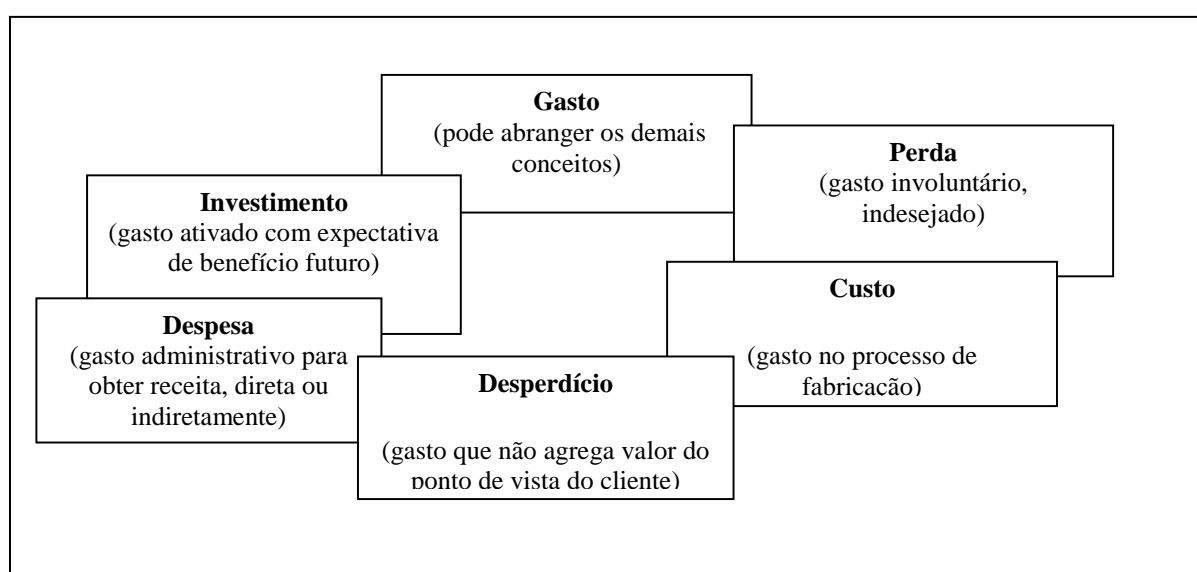 Gasto
(pode abranger os demais
conceitos)
Perda
(gasto involuntário,
indesejado)
Investimento
(gasto ativado com expectativa
de benefício futuro)
Custo
(gasto no processo de
fabricação)
Despesa
(gasto administrativo para
obter receita, direta ou
indiretamente)
Desperdício
(gasto que não agrega valor do
ponto de vista do cliente)